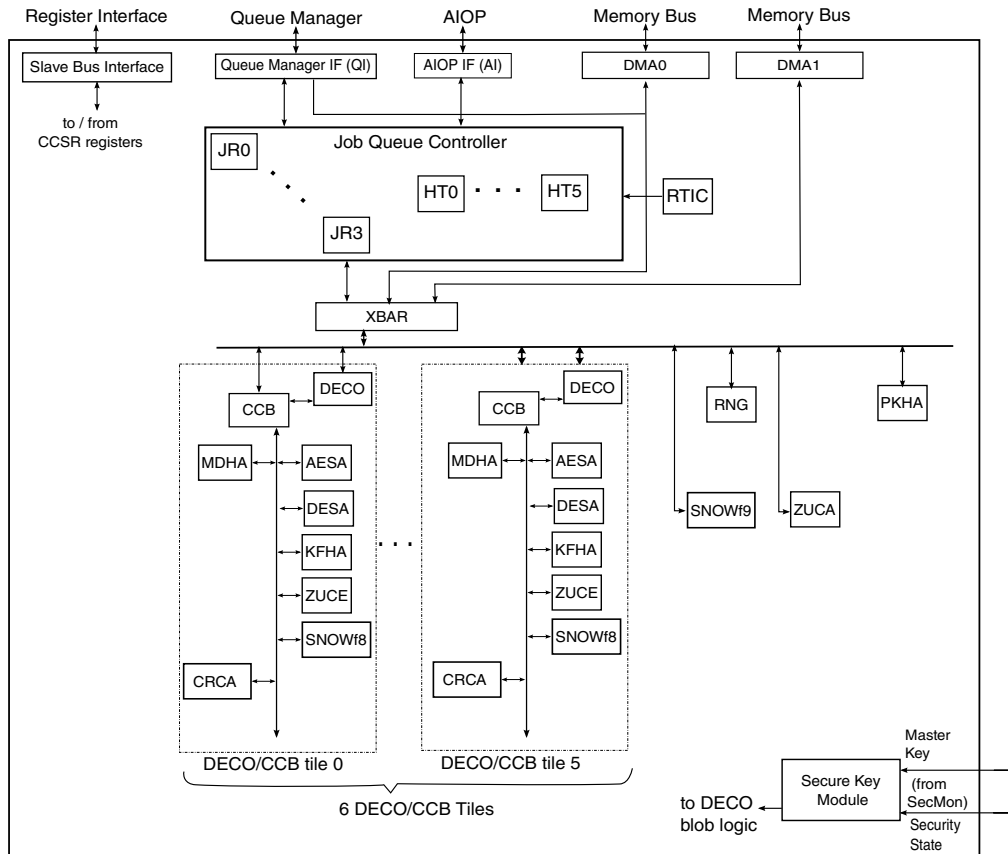 Register Interface
Queue Manager
AIOP
Memory Bus
Memory Bus
Slave Bus Interface
Queue Manager IF (QI)
AIOP IF (AI)
DMA0
DMA1
to / from
CCSR registers
Job Queue Controller
JR0
HT0
HT5
RTIC
JR3
XBAR
DECO
CCB
MDHA
AESA
DESA
KFHA
ZUCE
SNOWf8
CRCA
DECO/CCB tile 0
DECO
CCB
MDHA
AESA
DESA
KFHA
ZUCE
SNOWf8
CRCA
DECO/CCB tile 5
6 DECO/CCB Tiles
RNG
PKHA
SNOWf9
ZUCA
Secure Key
Module
Master
Key
(from
SecMon)
Security
State
to DECO
blob logic